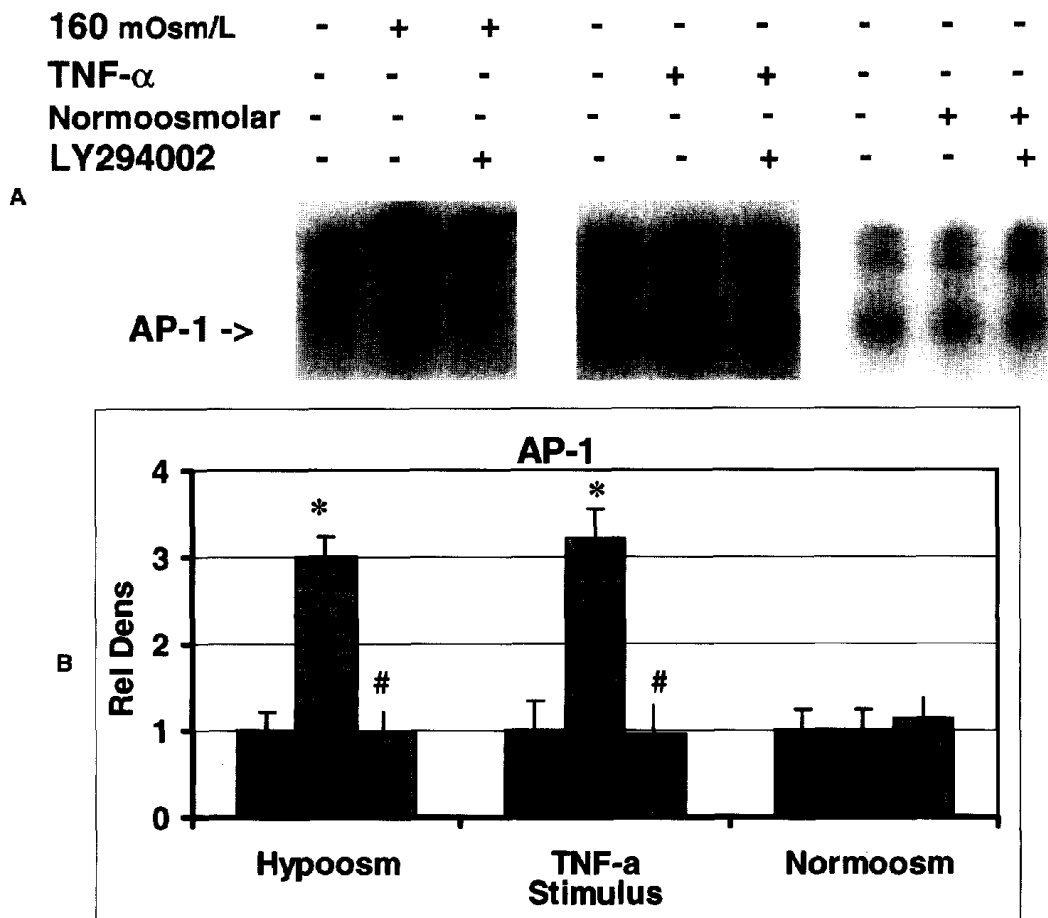 160 mOsm/L - + + - - - - - -
TNF-α - - - - + + - - -
Normoosmolar - - - - - - - + +
LY294002 - - + - - + - - +
A
AP-1 ->
B
AP-1
Rel Dens
4
3
2
1
0
*
#
*
#
Hypoosm
TNF-a
Normoosm
Stimulus